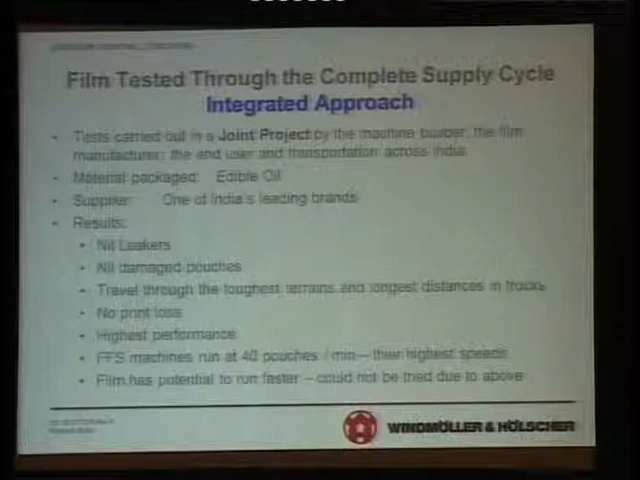 Film Tested Through the Complete Supply Cycle
Integrated Approach
• Tests carried out in a Joint Project by the machine builder, the film
manufacturer, the end user and transportation across India
• Material packaged: Edible Oil
• Supplier: One of India's leading brands
• Results:
• Nil Leakers
• Nil damaged pouches
• Travel through the toughest terrains and longest distances in trucks
• No print loss
• Highest performance
• FFS machines run at 40 pouches / min – their highest speeds
• Film has potential to run faster – could not be tried due to above
WINDMÖLLER & HÖLSCHER